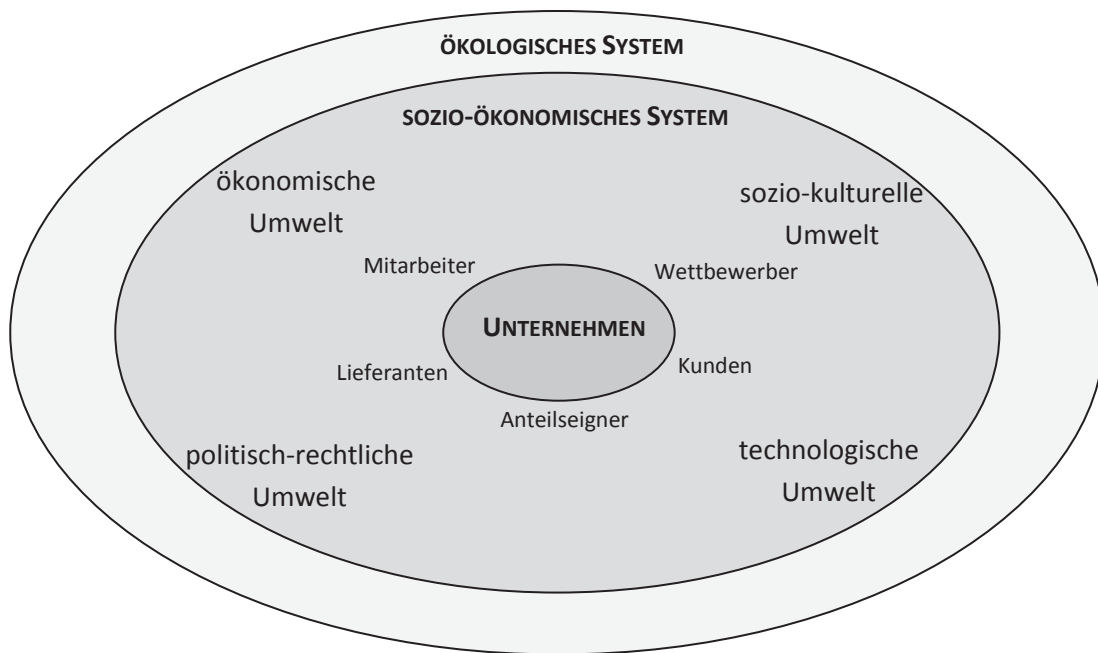 ÖKOLOGISCHES SYSTEM
SOZIO-ÖKONOMISCHES SYSTEM
ökonomische
Umwelt
sozio-kulturelle
Umwelt
Mitarbeiter
Wettbewerber
UNTERNEHMEN
Lieferanten
Kunden
Anteilseigner
politisch-rechtliche
Umwelt
technologische
Umwelt